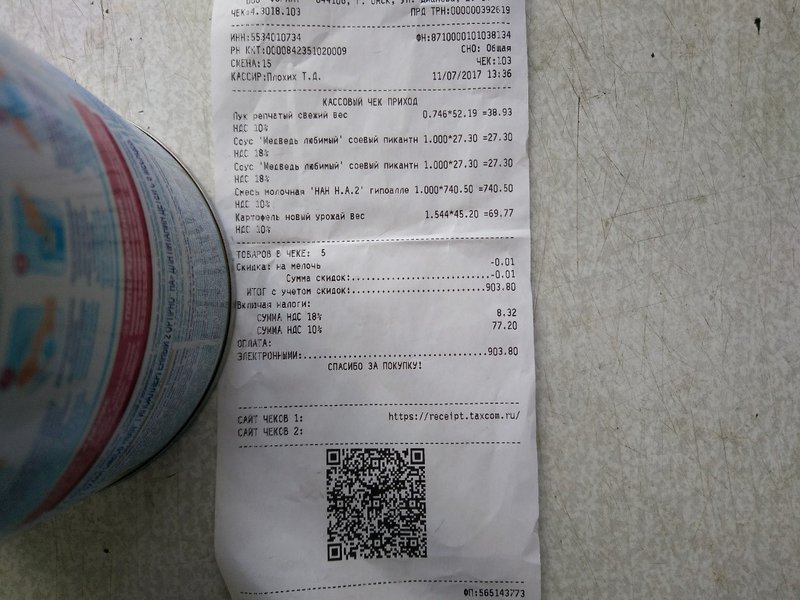 644106, г. Омск, ул.
ЧЕК:4.3018.103 ПРД ТРН:000000392619
ИНН:5534010734 ФН:8710000101038134
РН ККТ:0000842351020009 СНО: Общая
СМЕНА:15 ЧЕК:103
КАССИР:Плохих Т.Д. 11/07/2017 13:36
КАССОВЫЙ ЧЕК ПРИХОД
Лук репчатый свежий вес 0.746*52.19 =38.93
НДС 10%
Соус 'Медведь любимый' соевый пикантн 1.000*27.30 =27.30
НДС 18%
Соус 'Медведь любимый' соевый пикантн 1.000*27.30 =27.30
НДС 18%
Смесь молочная 'НАН H.A.2' гипоалле 1.000*740.50 =740.50
НДС 10%
Картофель новый урожай вес 1.544*45.20 =69.77
НДС 10%
ТОВАРОВ В ЧЕКЕ: 5
Скидка: на мелочь -0.01
Сумма скидок:..........................-0.01
ИТОГ с учетом скидок:.........................903.80
Включая налоги:
СУММА НДС 18% 8.32
СУММА НДС 10% 77.20
ОПЛАТА:
ЭЛЕКТРОННЫМИ:..................................903.80
СПАСИБО ЗА ПОКУПКУ!
САЙТ ЧЕКОВ 1: https://receipt.taxcom.ru/
САЙТ ЧЕКОВ 2:
ФП:565143773